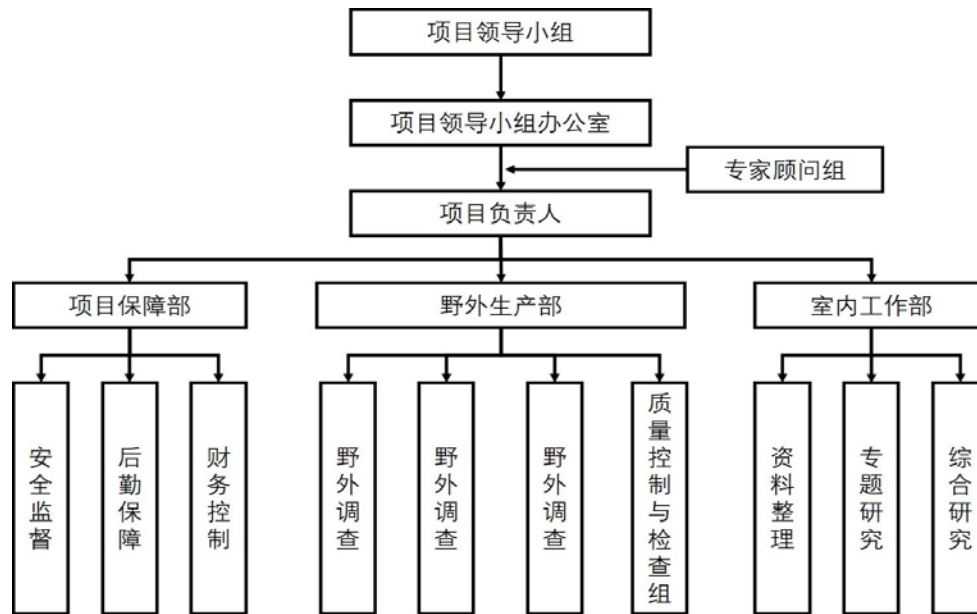 项目领导小组
项目领导小组办公室
专家顾问组
项目负责人
项目保障部
野外生产部
室内工作部
安全监督
后勤保障
财务控制
野外调查
野外调查
野外调查
质量控制与检查组
资料整理
专题研究
综合研究